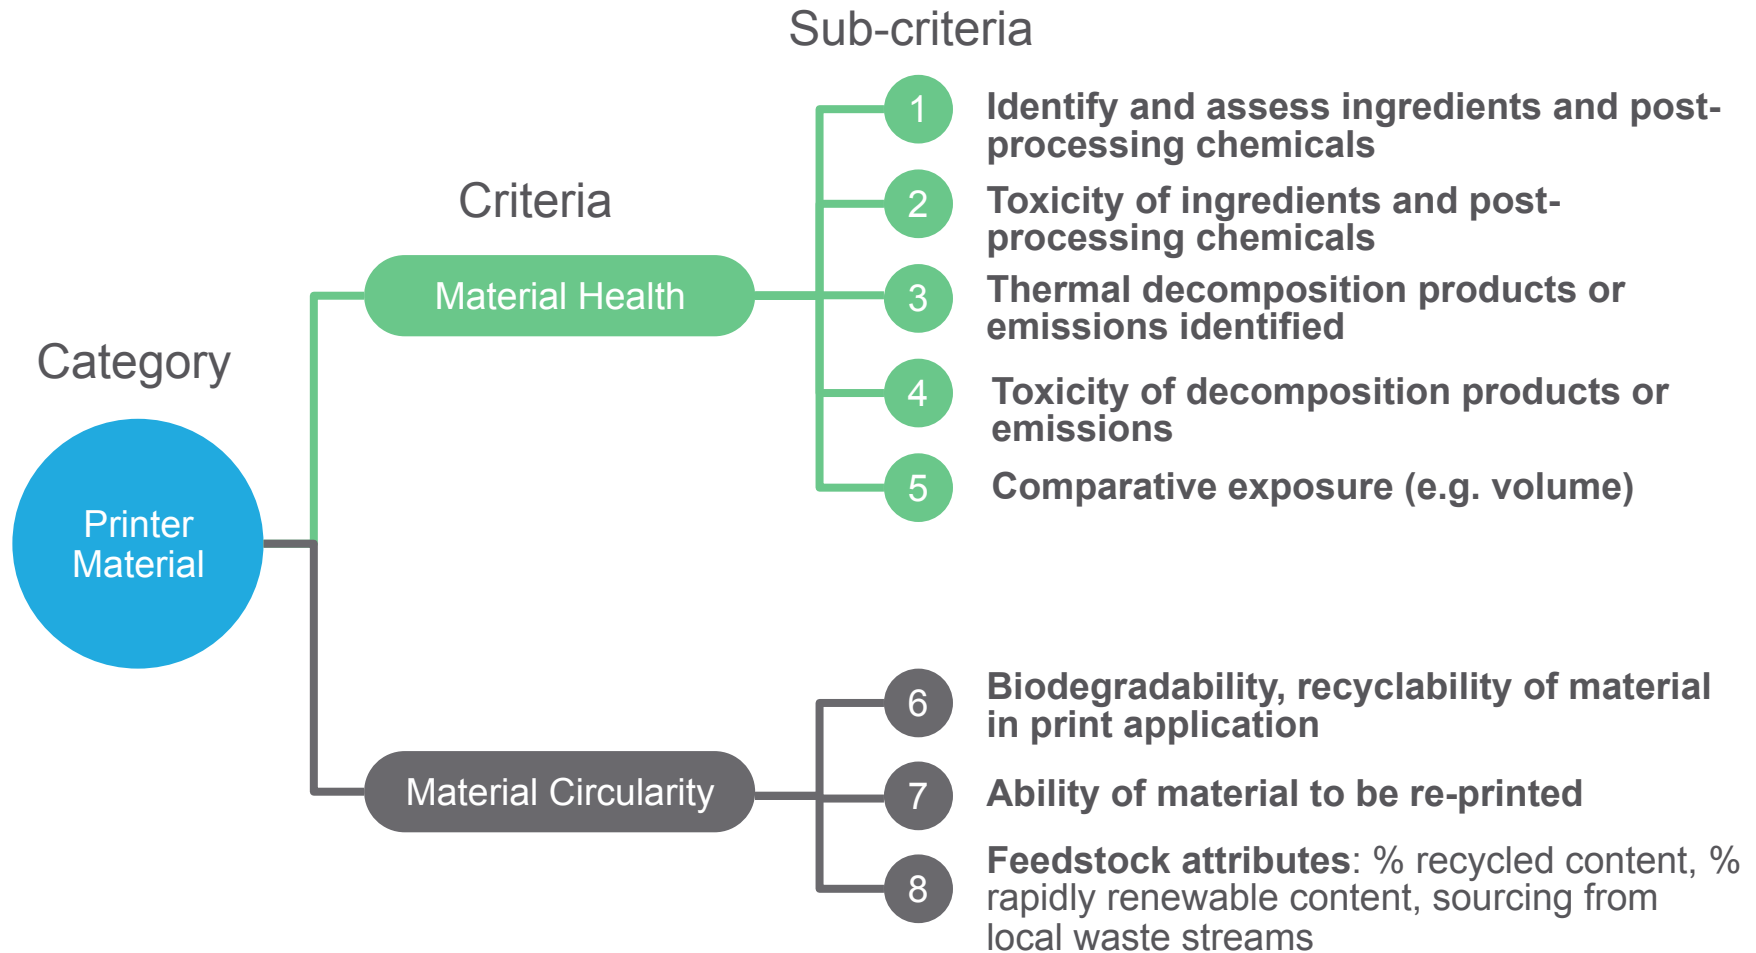 Sub-criteria
1
Identify and assess ingredients and post-
processing chemicals
Criteria
2
Toxicity of ingredients and post-
processing chemicals
Material Health
3
Thermal decomposition products or
emissions identified
Category
4
Toxicity of decomposition products or
emissions
5
Comparative exposure (e.g. volume)
Printer
Material
6
Biodegradability, recyclability of material
in print application
Material Circularity
7
Ability of material to be re-printed
8
Feedstock attributes: % recycled content, %
rapidly renewable content, sourcing from
local waste streams